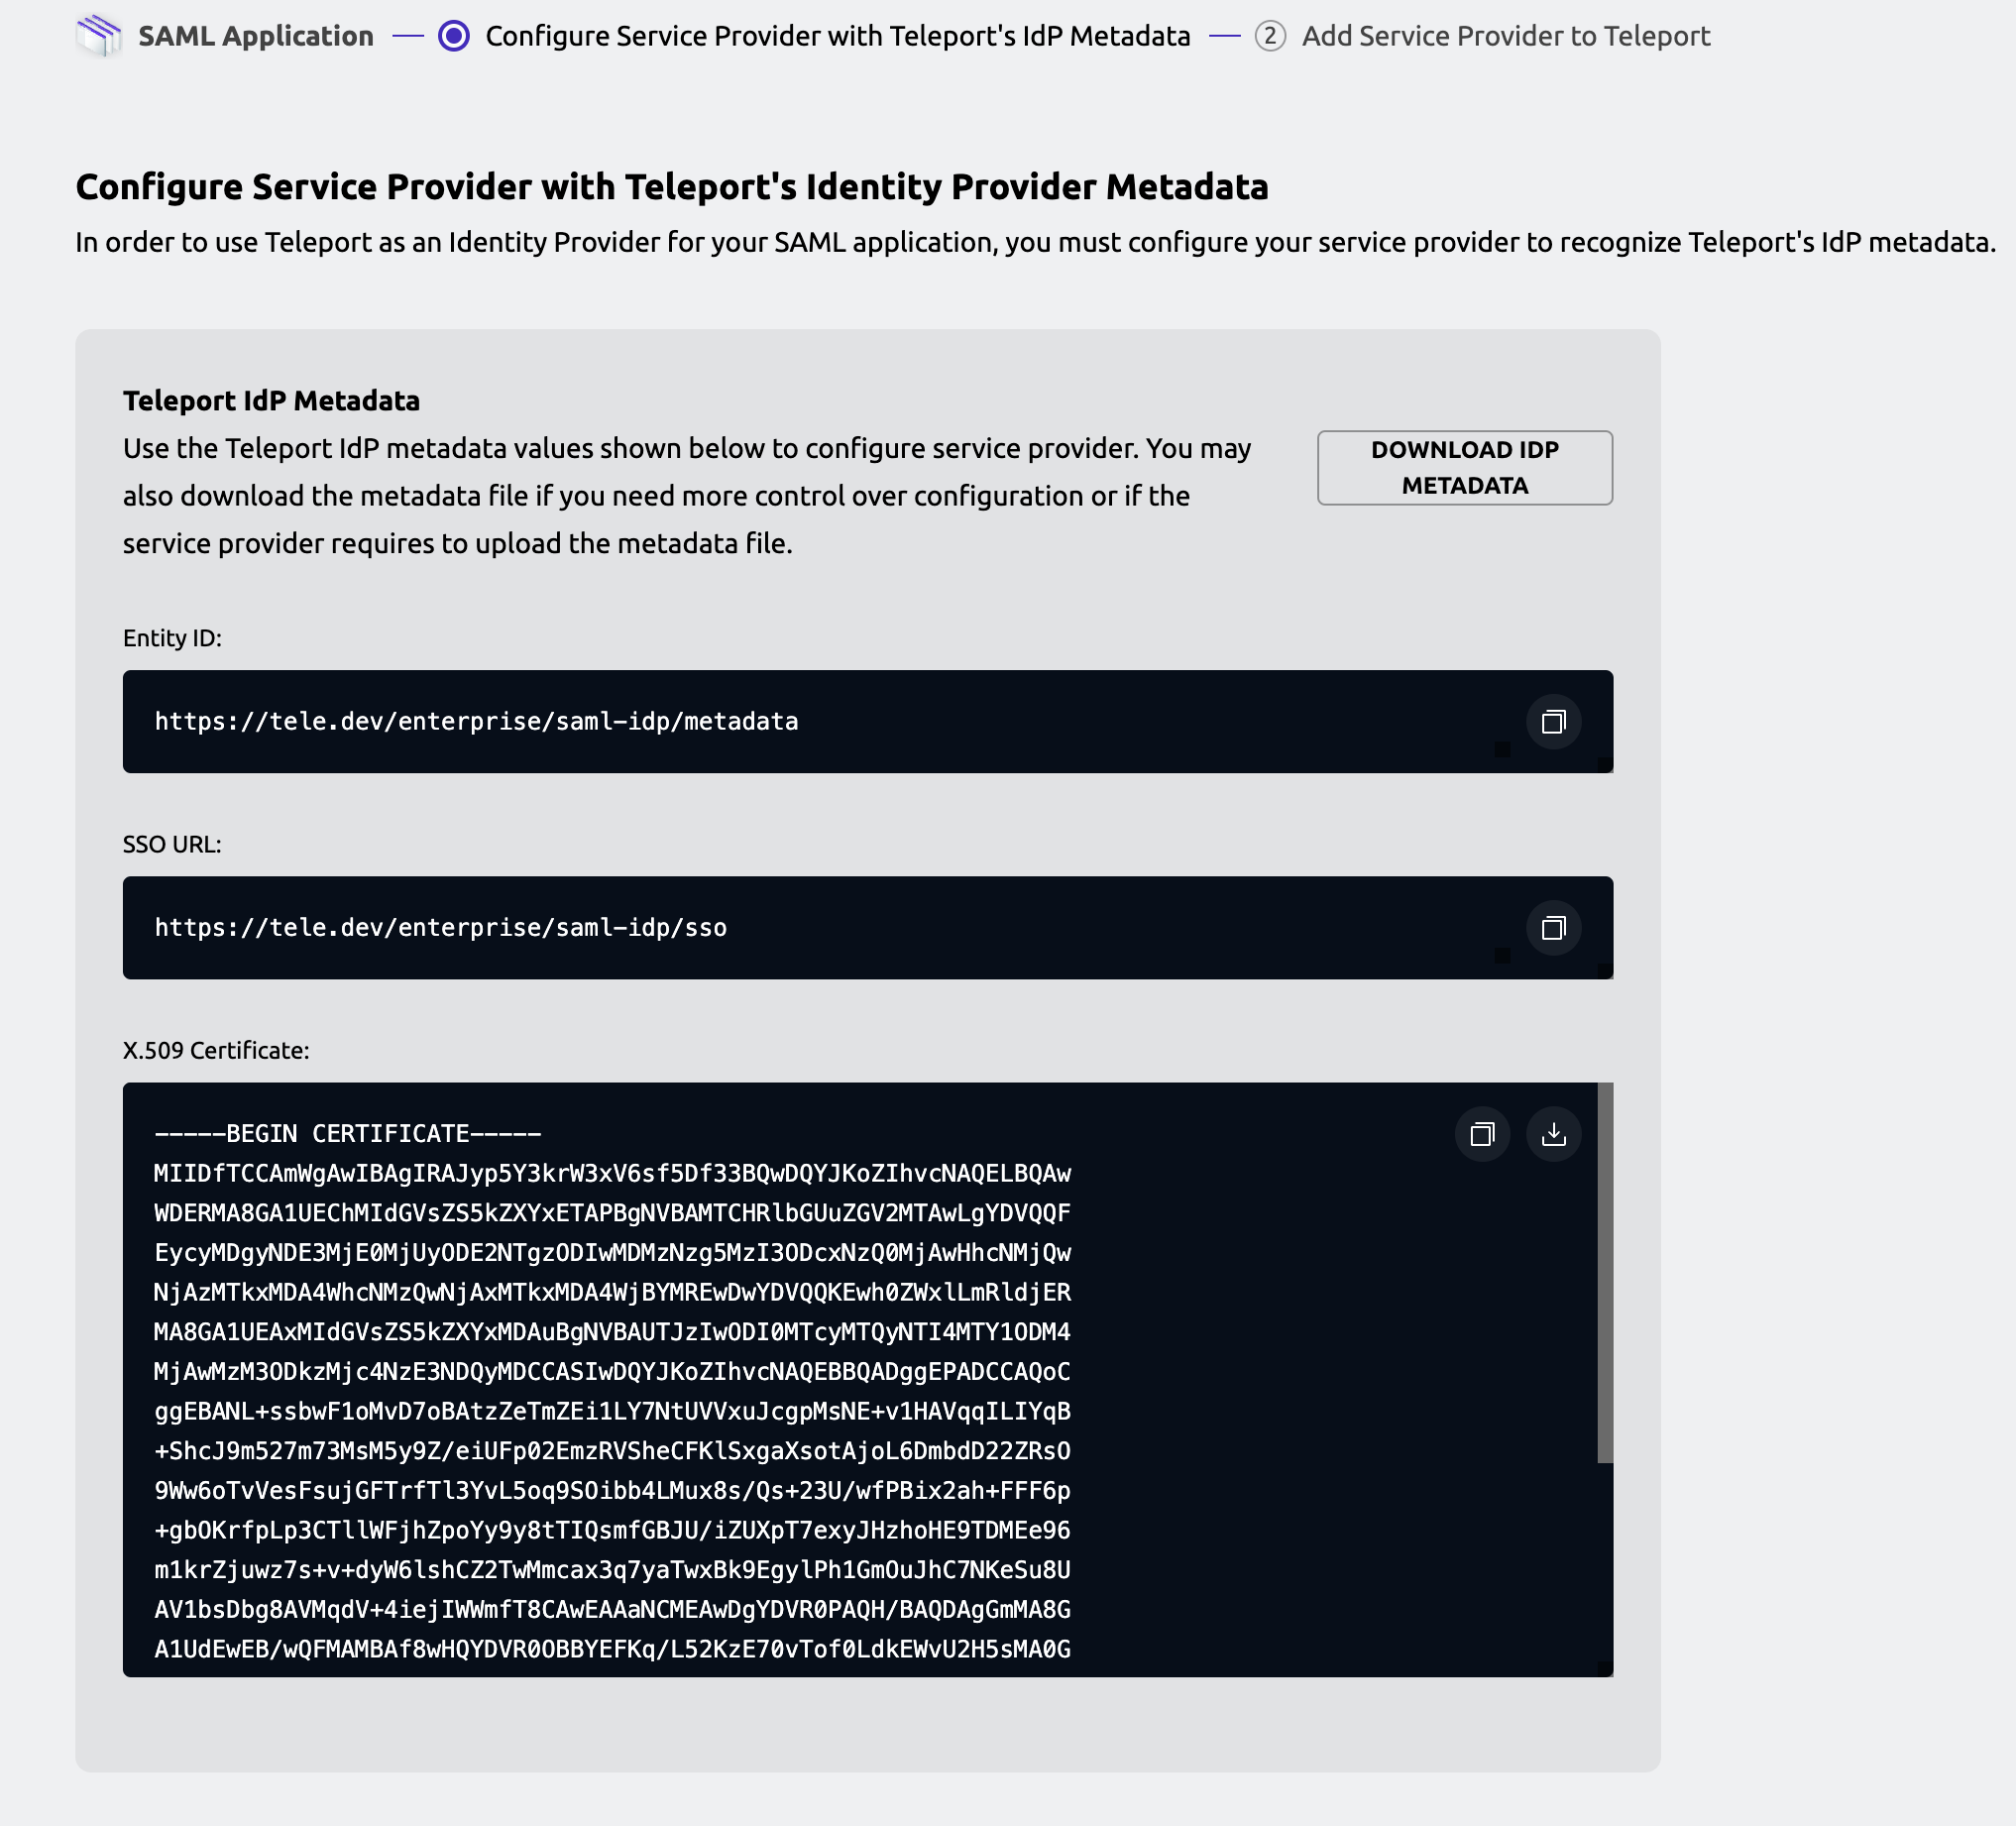 SAML Application
Configure Service Provider with Teleport's IdP Metadata
2 Add Service Provider to Teleport
Configure Service Provider with Teleport's Identity Provider Metadata
In order to use Teleport as an Identity Provider for your SAML application, you must configure your service provider to recognize Teleport's IdP metadata.
Teleport IdP Metadata
Use the Teleport IdP metadata values shown below to configure service provider. You may
also download the metadata file if you need more control over configuration or if the
service provider requires to upload the metadata file.
DOWNLOAD IDP
METADATA
Entity ID:
https://tele.dev/enterprise/saml-idp/metadata
SSO URL:
https://tele.dev/enterprise/saml-idp/sso
X.509 Certificate:
-----BEGIN CERTIFICATE-----
MIIDfTCCAmWgAwIBAgIRAJyp5Y3krW3xV6sf5Df33BQwDQYJKoZIhvcNAQELBQAw
WDERMA8GA1UEChMIdGVsZS5kZXYxETAPBgNVBAMTCHRlbGUuZGV2MTAwLgYDVQQF
EycyMDgyNDE3MjE0MjUyODE2NTgzODIwMDMzNzg5MzI3ODcxNzQ0MjAwHhcNMjQw
NjAzMTkxMDA4WhcNMzQwNjAxMTkxMDA4WjBYMREwDwYDVQQKEwh0ZWxlLmRldjER
MA8GA1UEAxMIdGVsZS5kZXYxMDAuBgNVBAUTJzIwODI0MTcyMTQyNTI4MTY1ODM4
MjAwMzM3ODkzMjc4NzE3NDQyMDCCASIwDQYJKoZIhvcNAQEBBQADggEPADCCAQoC
ggEBANL+ssbwF1oMvD7oBAtzZeTmZEi1LY7NtUVVxuJcgpMsNE+v1HAVqqILIYqB
+ShcJ9m527m73MsM5y9Z/eiUFp02EmzRVSheCFKlSxgaXsotAjoL6DmbdD22ZRsO
9Ww6oTvVesFsujGFTrfTl3YvL5oq9SOibb4LMux8s/Qs+23U/wfPBix2ah+FFF6p
+gbOKrfpLp3CTllWFjhZpoYy9y8tTIQsmfGBJU/iZUXpT7exyJHzhoHE9TDMEe96
m1krZjuwz7s+v+dyW6lshCZ2TwMmcax3q7yaTwxBk9EgylPh1GmOuJhC7NKeSu8U
AV1bsDbg8AVMqdV+4iejIWWmfT8CAwEAAaNCMEAwDgYDVR0PAQH/BAQDAgGmMA8G
A1UdEwEB/wQFMAMBAf8wHQYDVR0OBBYEFKq/L52KzE70vTof0LdkEWvU2H5sMA0G